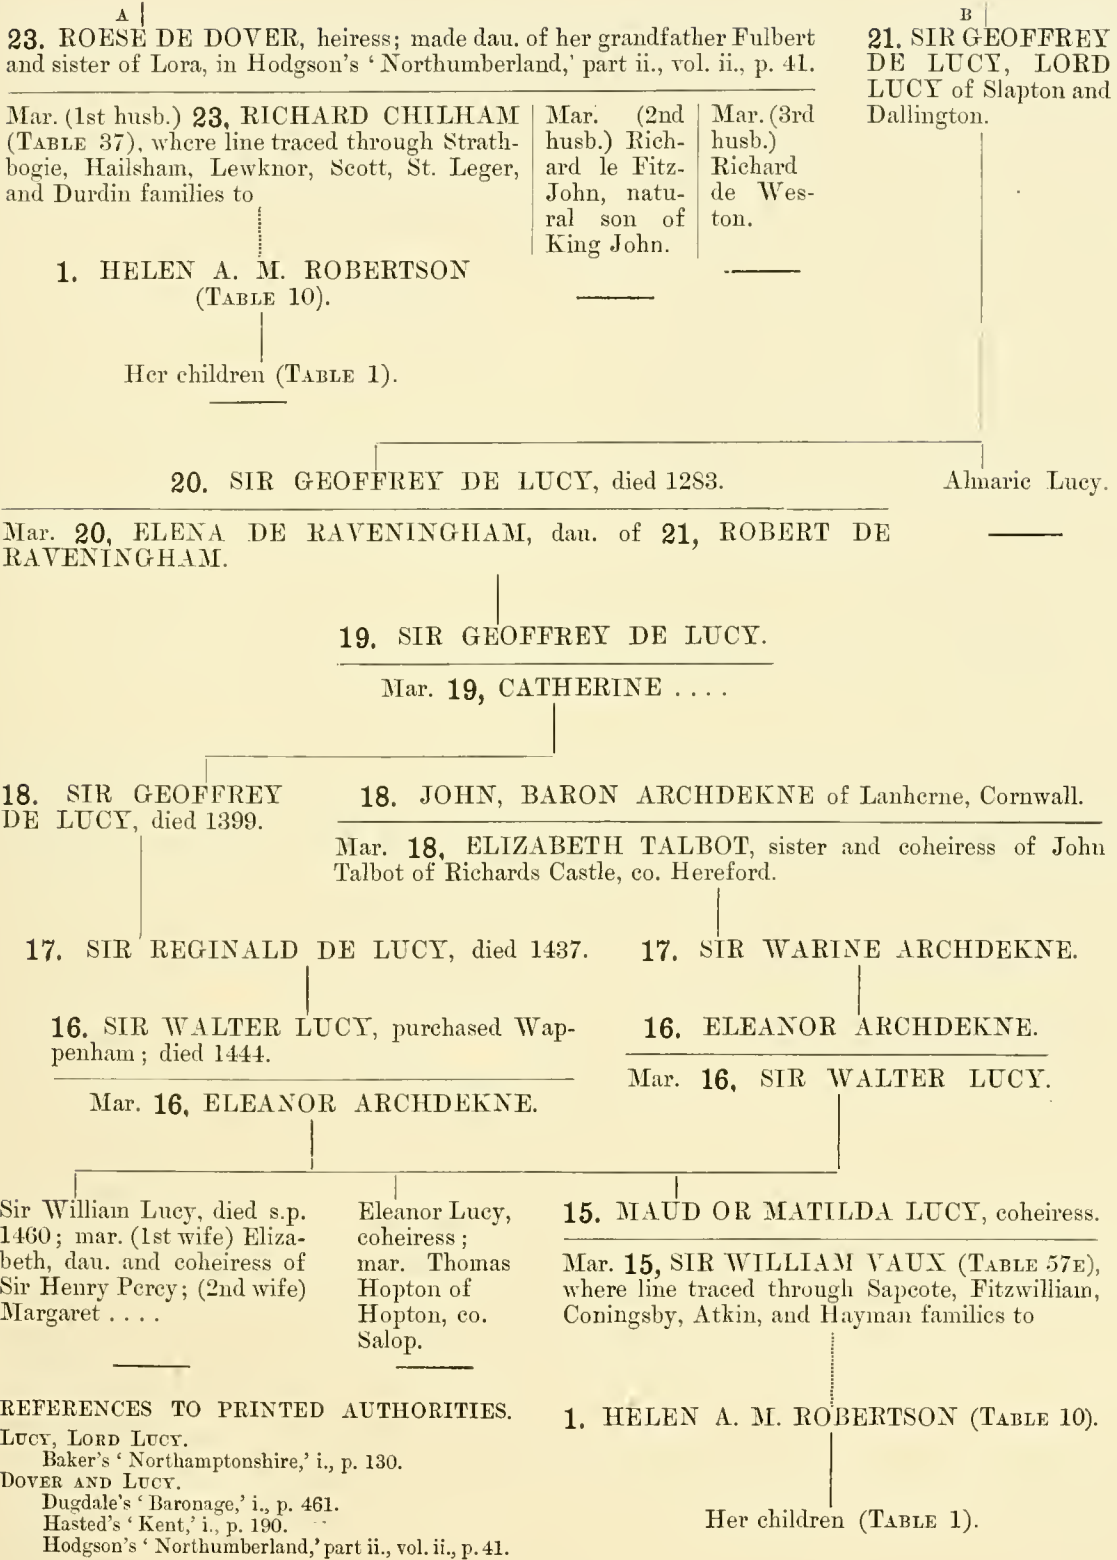 A
23. ROESE DE DOVER, heiress; made dau. of her grandfather Fulbert
and sister of Lora, in Hodgson's ‘Northumberland,’ part ii., vol. ii., p. 41.
Mar. (1st husb.) 23, RICHARD CHILHAM
(TABLE 37), where line traced through Strath-
bogie, Hailsham, Lewknor, Scott, St. Leger,
and Durdin families to
Mar. (2nd
husb.) Rich-
ard le Fitz-
John, natu-
ral son of
King John.
Mar. (3rd
husb.)
Richard
de Wes-
ton.
B
21. SIR GEOFFREY
DE LUCY, LORD
LUCY of Slapton and
Dallington.
1. HELEN A. M. ROBERTSON
(TABLE 10).
Her children (TABLE 1).
20. SIR GEOFFREY DE LUCY, died 1283.
Almaric Lucy.
Mar. 20, ELENA DE RAVENINGHAM, dau. of 21, ROBERT DE
RAVENINGHAM.
19. SIR GEOFFREY DE LUCY.
Mar. 19, CATHERINE . . . .
18. SIR GEOFFREY
DE LUCY, died 1399.
18. JOHN, BARON ARCHDEKNE of Lanherne, Cornwall.
Mar. 18, ELIZABETH TALBOT, sister and coheiress of John
Talbot of Richards Castle, co. Hereford.
17. SIR REGINALD DE LUCY, died 1437.
17. SIR WARINE ARCHDEKNE.
16. SIR WALTER LUCY, purchased Wap-
penham; died 1444.
16. ELEANOR ARCHDEKNE.
Mar. 16, ELEANOR ARCHDEKNE.
Mar. 16, SIR WALTER LUCY.
Sir William Lucy, died s.p.
1460; mar. (1st wife) Eliza-
beth, dau. and coheiress of
Sir Henry Percy; (2nd wife)
Margaret . . . .
Eleanor Lucy,
coheiress;
mar. Thomas
Hopton of
Hopton, co.
Salop.
15. MAUD OR MATILDA LUCY, coheiress.
Mar. 15, SIR WILLIAM VAUX (TABLE 57E),
where line traced through Sapcote, Fitzwilliam,
Coningsby, Atkin, and Hayman families to
1. HELEN A. M. ROBERTSON (TABLE 10).
Her children (TABLE 1).
REFERENCES TO PRINTED AUTHORITIES.
LUCY, LORD LUCY.
Baker's ‘Northamptonshire,’ i., p. 130.
DOVER AND LUCY.
Dugdale's ‘Baronage,’ i., p. 461.
Hasted's ‘Kent,’ i., p. 190.
Hodgson's ‘Northumberland,’ part ii., vol. ii., p. 41.